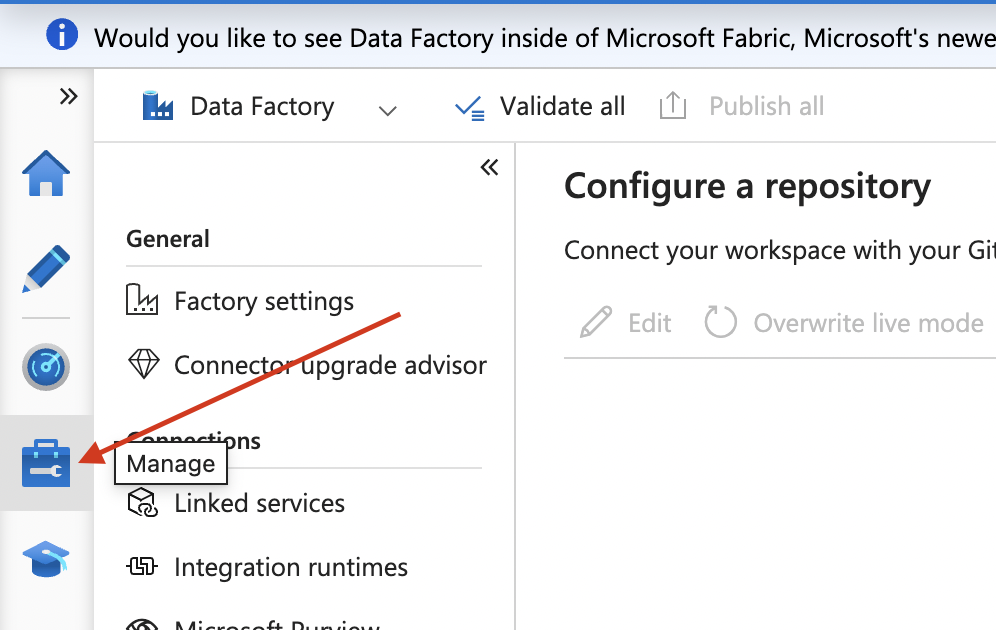 Would you like to see Data Factory inside of Microsoft Fabric, Microsoft's newe
Data Factory
Validate all
Publish all
General
Factory settings
Connector upgrade advisor
Connections
Manage
Linked services
Integration runtimes
Microsoft Purview
Configure a repository
Connect your workspace with your Git
Edit
Overwrite live mode